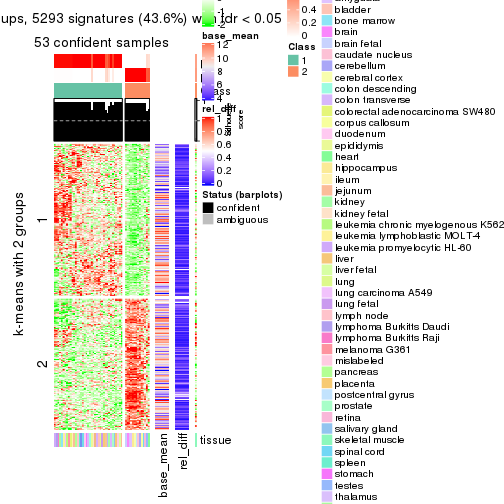 ups, 5293 signatures (43.6%) with fdr < 0.05
53 confident samples
k-means with 2 groups
1
2
base_mean
rel_diff
tissue
-2
base_mean
12
10
8
6
4
rel_diff
1
0.8
0.6
0.4
0.2
0
Status (barplots)
confident
ambiguous
0.4
0.2
0
Class
1
2
bladder
bone marrow
brain
brain fetal
caudate nucleus
cerebellum
cerebral cortex
colon descending
colon transverse
colorectal adenocarcinoma SW480
corpus callosum
duodenum
epididymis
heart
hippocampus
ileum
jejunum
kidney
kidney fetal
leukemia chronic myelogenous K562
leukemia lymphoblastic MOLT-4
leukemia promyelocytic HL-60
liver
liver fetal
lung
lung carcinoma A549
lung fetal
lymph node
lymphoma Burkitts Daudi
lymphoma Burkitts Raji
melanoma G361
mislabeled
pancreas
placenta
postcentral gyrus
prostate
retina
salivary gland
skeletal muscle
spinal cord
spleen
stomach
testes
thalamus